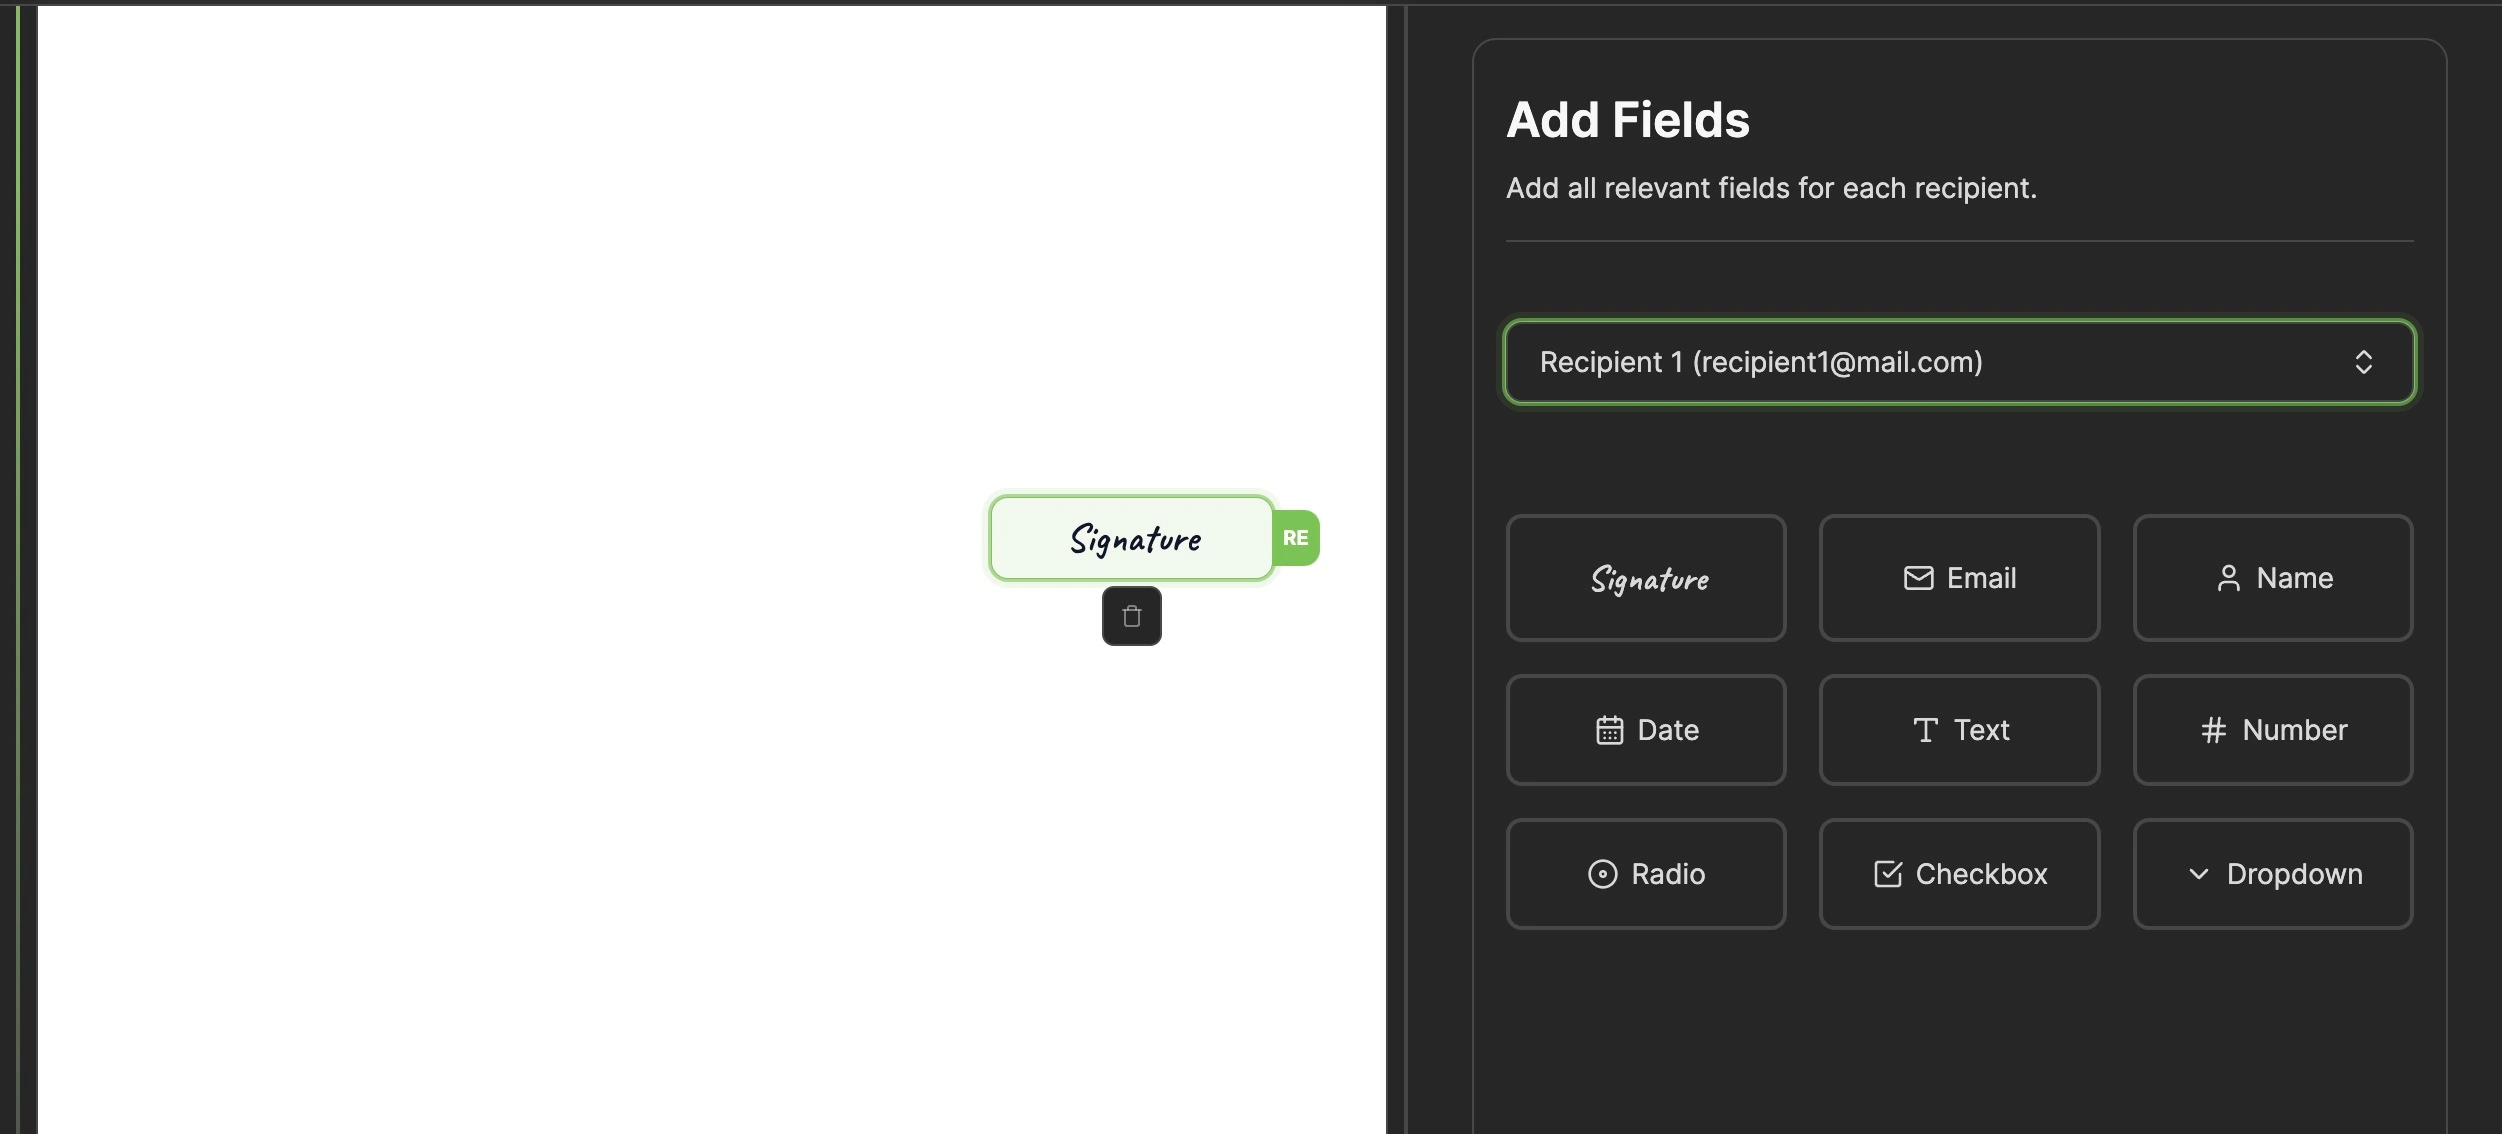 Signature
RE
Add Fields
Add all relevant fields for each recipient.
Recipient 1 (recipient1@mail.com)
Signature
Email
Name
Date
Text
Number
Radio
Checkbox
Dropdown